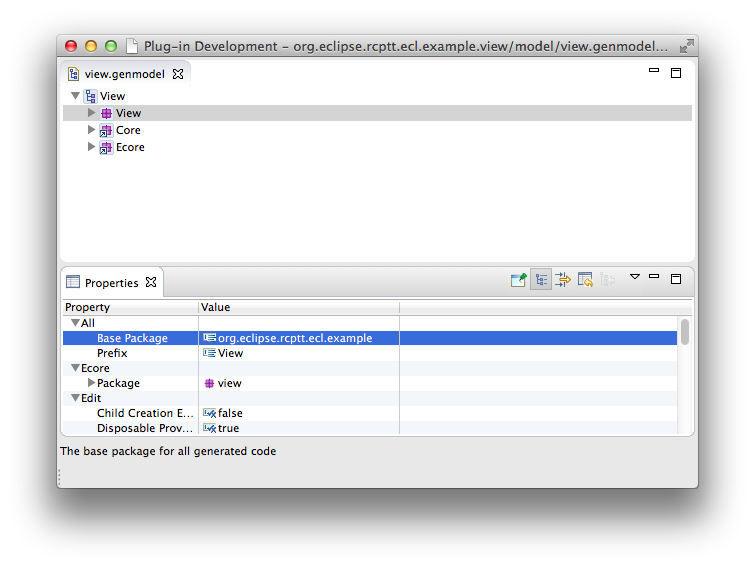 Plug-in Development – org.eclipse.rcptt.ecl.example.view/model/view.genmodel...
view.genmodel
View
View
Core
Ecore
Properties
Property Value
All
Base Package org.eclipse.rcptt.ecl.example
Prefix View
Ecore
Package view
Edit
Child Creation E... false
Disposable Prov... true
The base package for all generated code